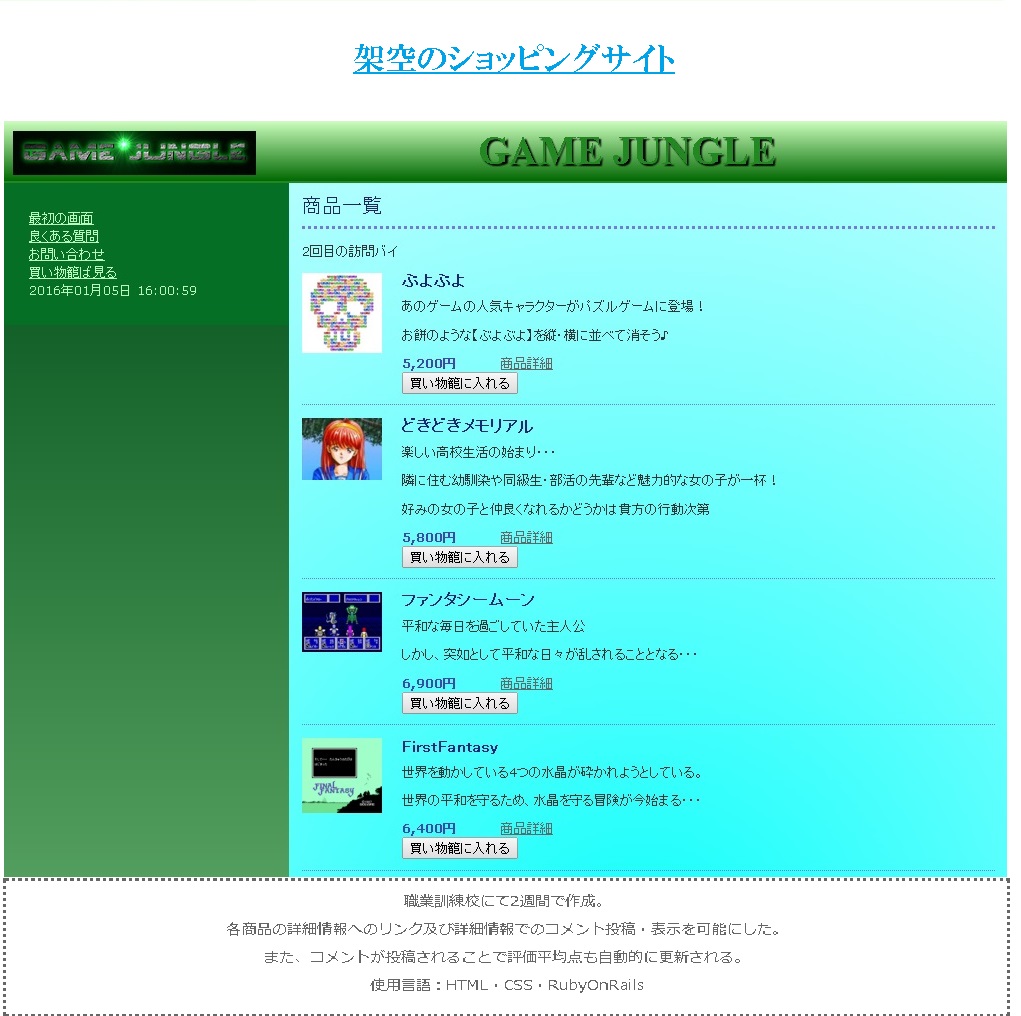 架空のショッピングサイト
GAME JUNGLE
GAME JUNGLE
最初の画面
良くある質問
お問い合わせ
買い物籠ば見る
2016年01月05日 16:00:59
商品一覧
2回目の訪問バイ
ぷよぷよ
あのゲームの人気キャラクターがパズルゲームに登場！
お餅のような【ぷよぷよ】を縦・横に並べて消そう♪
5,200円 商品詳細
買い物籠に入れる
どきどきメモリアル
楽しい高校生活の始まり・・・
隣に住む幼馴染や同級生・部活の先輩など魅力的な女の子が一杯！
好みの女の子と仲良くなれるかどうかは貴方の行動次第
5,800円 商品詳細
買い物籠に入れる
ファンタシームーン
平和な毎日を過ごしていた主人公
しかし、突如として平和な日々が乱されることとなる・・・
6,900円 商品詳細
買い物籠に入れる
FINAL FANTASY
FirstFantasy
世界を動かしている4つの水晶が砕かれようとしている。
世界の平和を守るため、水晶を守る冒険が今始まる・・・
6,400円 商品詳細
買い物籠に入れる
職業訓練校にて2週間で作成。
各商品の詳細情報へのリンク及び詳細情報でのコメント投稿・表示を可能にした。
また、コメントが投稿されることで評価平均点も自動的に更新される。
使用言語：HTML・CSS・RubyOnRails